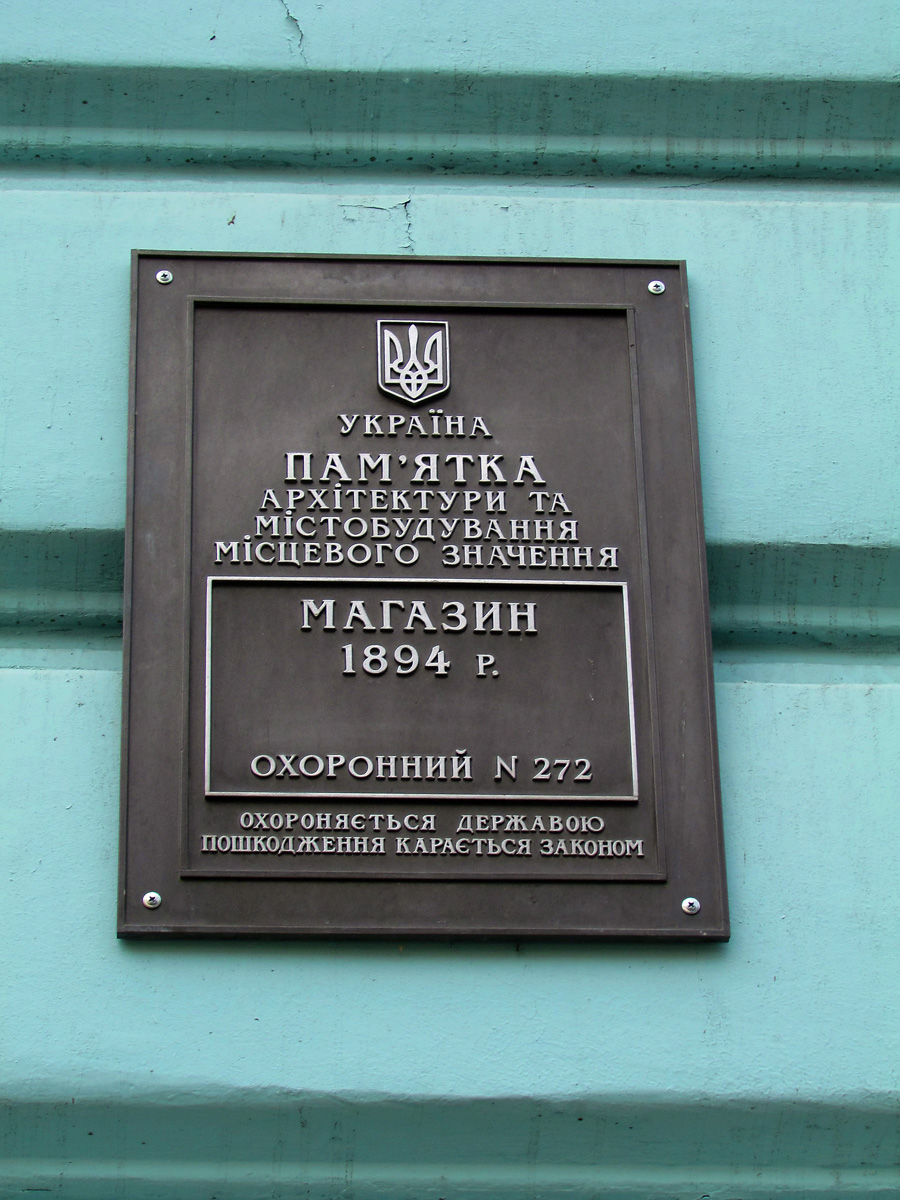 УКРАЇНА
ПАМ’ЯТКА
АРХІТЕКТУРИ ТА
МІСТОБУДУВАННЯ
МІСЦЕВОГО ЗНАЧЕННЯ
МАГАЗИН
1894 р.
ОХОРОННИЙ N 272
ОХОРОНЯЄТЬСЯ ДЕРЖАВОЮ
ПОШКОДЖЕННЯ КАРАЄТЬСЯ ЗАКОНОМ